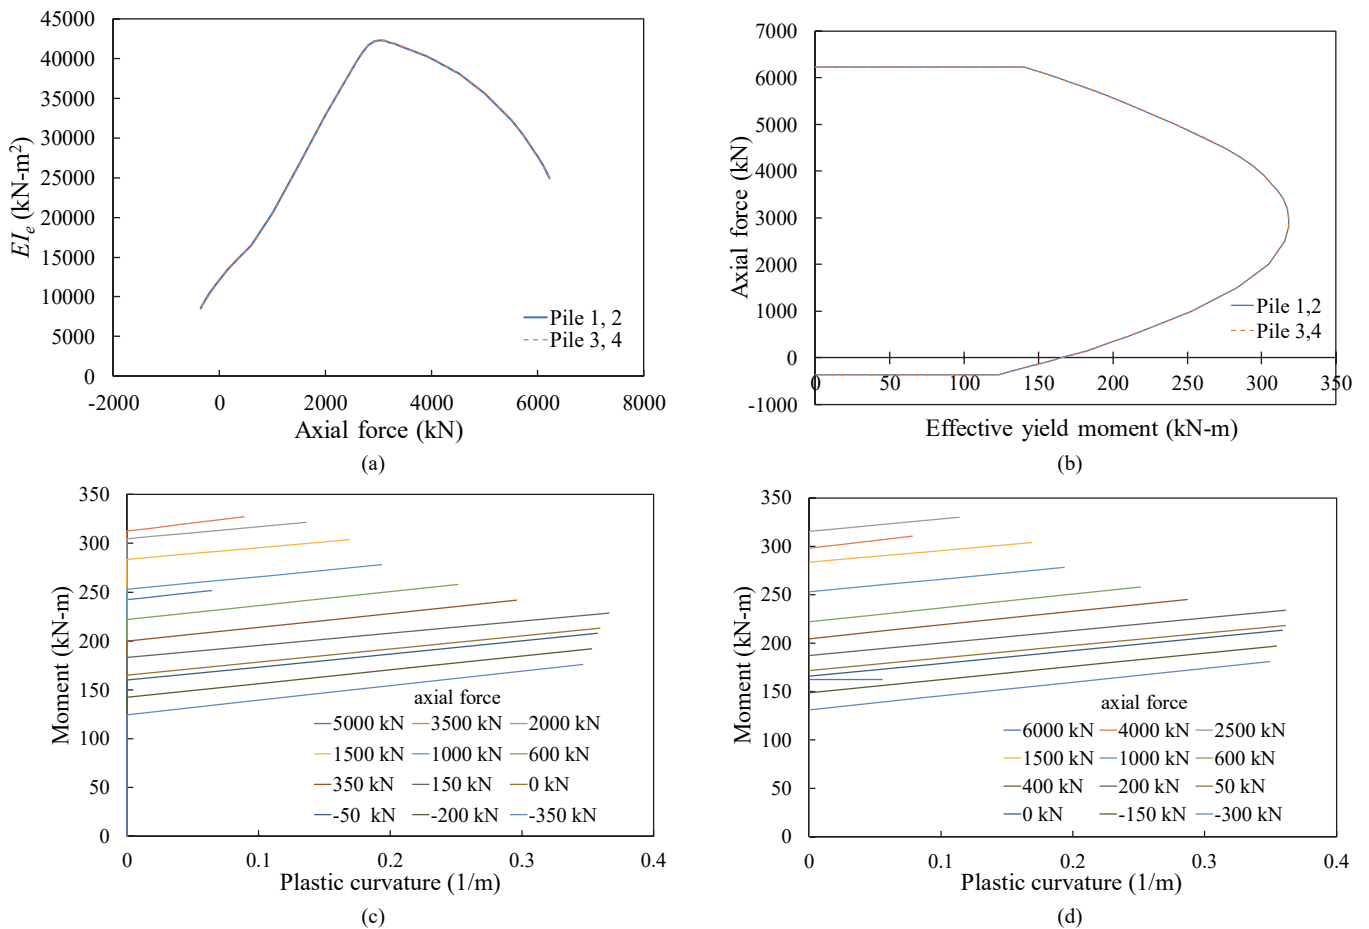 45000
40000
35000
30000
25000
20000
15000
10000
5000
0
-2000 0 2000 4000 6000 8000
EIe (kN-m²)
Axial force (kN)
Pile 1, 2
Pile 3, 4
(a)
7000
6000
5000
4000
3000
2000
1000
0
-1000
0 50 100 150 200 250 300 350
Axial force (kN)
Effective yield moment (kN-m)
Pile 1,2
Pile 3,4
(b)
350
300
250
200
150
100
50
0
0 0.1 0.2 0.3 0.4
Moment (kN-m)
Plastic curvature (1/m)
axial force
5000 kN 3500 kN 2000 kN
1500 kN 1000 kN 600 kN
350 kN 150 kN 0 kN
-50 kN -200 kN -350 kN
(c)
350
300
250
200
150
100
50
0
0 0.1 0.2 0.3 0.4
Moment (kN-m)
Plastic curvature (1/m)
axial force
6000 kN 4000 kN 2500 kN
1500 kN 1000 kN 600 kN
400 kN 200 kN 50 kN
0 kN -150 kN -300 kN
(d)